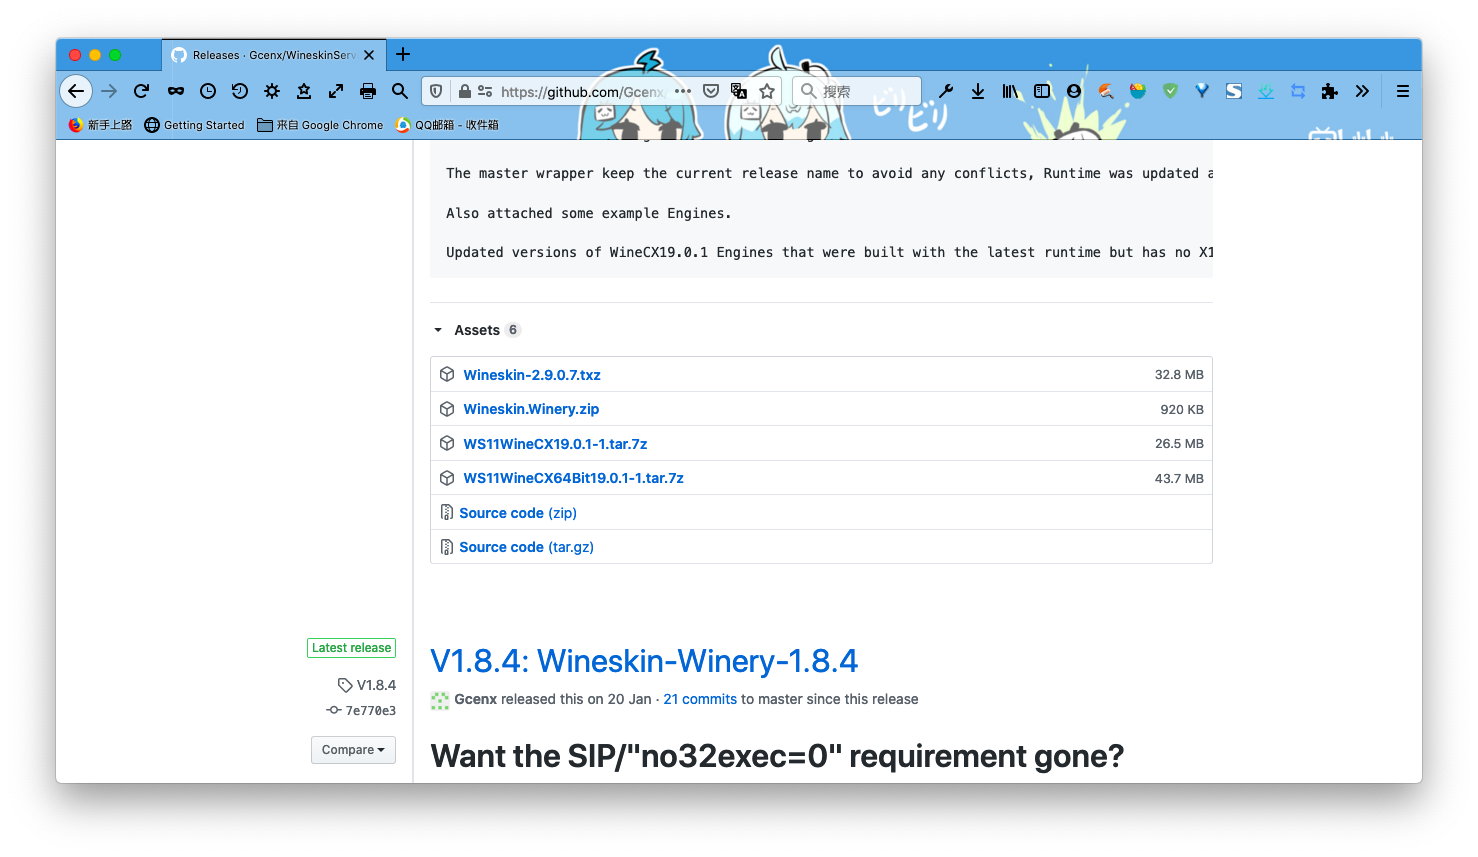 Releases · Gcenx/WineskinServ
https://github.com/Gcenx/
搜索
新手上路
Getting Started
来自 Google Chrome
QQ邮箱 - 收件箱
ビリビリ
The master wrapper keep the current release name to avoid any conflicts, Runtime was updated a
Also attached some example Engines.
Updated versions of WineCX19.0.1 Engines that were built with the latest runtime but has no X1
Assets 6
Wineskin-2.9.0.7.txz 32.8 MB
Wineskin.Winery.zip 920 KB
WS11WineCX19.0.1-1.tar.7z 26.5 MB
WS11WineCX64Bit19.0.1-1.tar.7z 43.7 MB
Source code (zip)
Source code (tar.gz)
Latest release
V1.8.4
7e770e3
Compare
V1.8.4: Wineskin-Winery-1.8.4
Gcenx released this on 20 Jan · 21 commits to master since this release
Want the SIP/"no32exec=0" requirement gone?